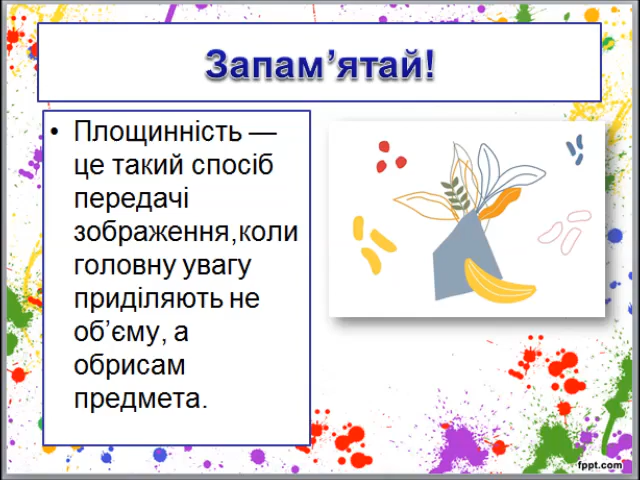 Запам’ятай!
• Площинність —
це такий спосіб
передачі
зображення,коли
головну увагу
приділяють не
об’єму, а
обрисам
предмета.
fppt.com